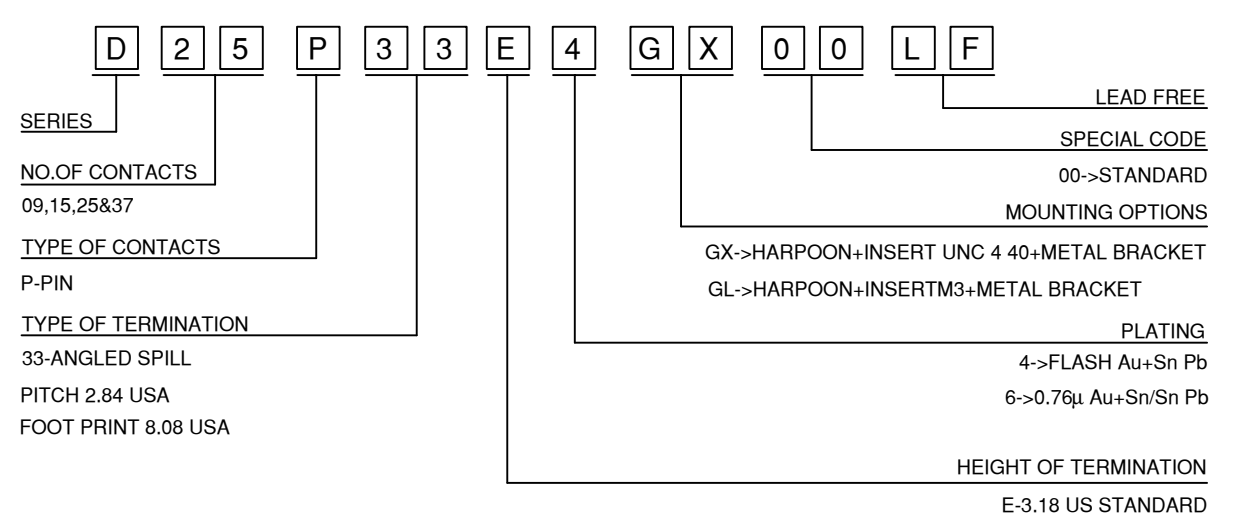 D 2 5 P 3 3 E 4 G X 0 0 L F
SERIES
NO.OF CONTACTS
09,15,25&37
TYPE OF CONTACTS
P-PIN
TYPE OF TERMINATION
33-ANGLED SPILL
PITCH 2.84 USA
FOOT PRINT 8.08 USA
LEAD FREE
SPECIAL CODE
00->STANDARD
MOUNTING OPTIONS
GX->HARPOON+INSERT UNC 4 40+METAL BRACKET
GL->HARPOON+INSERTM3+METAL BRACKET
PLATING
4->FLASH Au+Sn Pb
6->0.76μ Au+Sn/Sn Pb
HEIGHT OF TERMINATION
E-3.18 US STANDARD